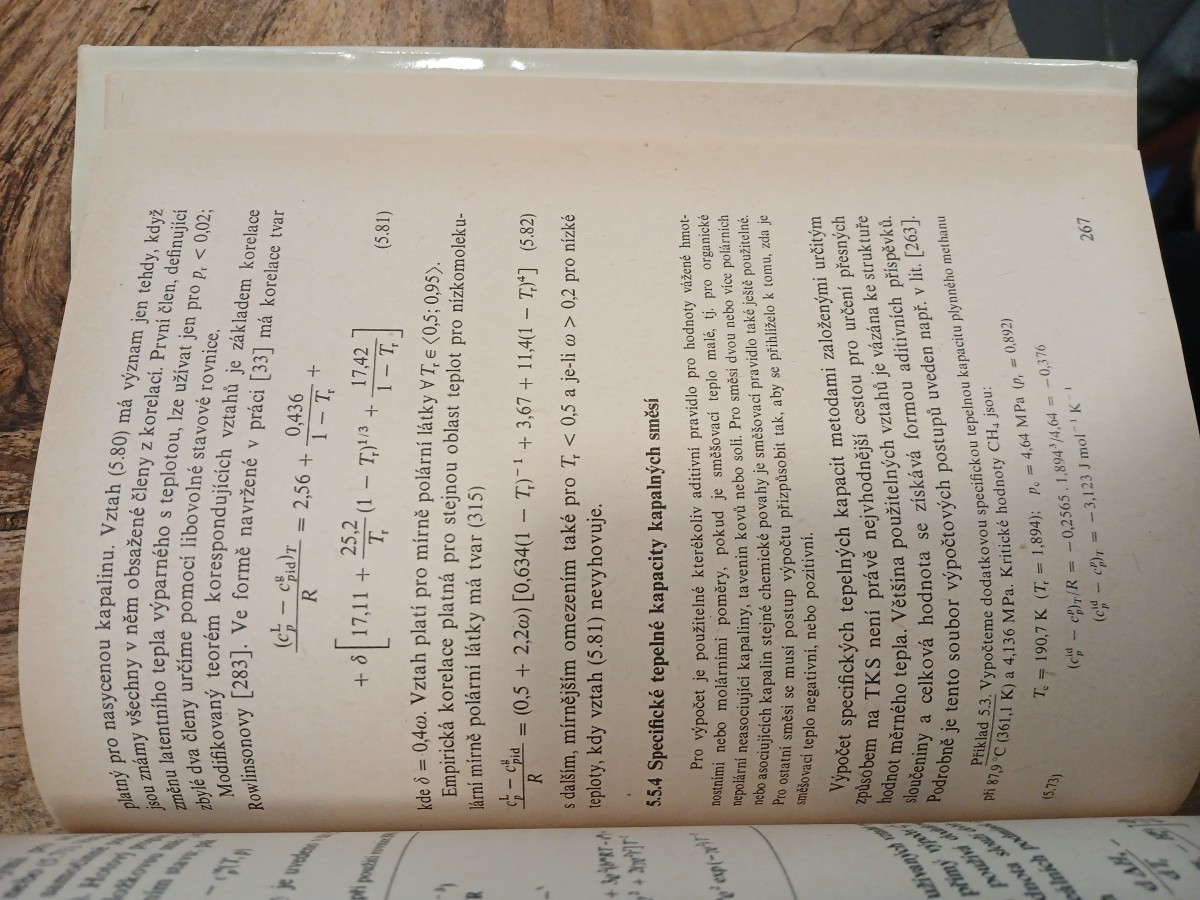 platný pro nasycenou kapalinu. Vztah (5.80) má význam jen tehdy, když
jsou známy všechny v něm obsažené členy z korelací. První člen, definující
změnu latentního tepla výparného s teplotou, lze užívat jen pro pᵣ < 0,02;
zbylé dva členy určíme pomocí libovolné stavové rovnice.
Modifikovaný teorém korespondujících vztahů je základem korelace
Rowlinsonovy [283]. Ve formě navržené v práci [33] má korelace tvar
(c_p^L − c_pid^g)_T / R = 2,56 + 0,436 / (1 − Tᵣ) +
+ δ [17,11 + 25,2 / Tᵣ (1 − Tᵣ)^1/3 + 17,42 / (1 − Tᵣ)] (5.81)
kde δ = 0,4ω. Vztah platí pro mírně polární látky ∀Tᵣ ∈ ⟨0,5; 0,95⟩.
Empirická korelace platná pro stejnou oblast teplot pro nízkomoleku-
lární mírně polární látky má tvar (315)
(c_p^L − c_pid^g) / R = (0,5 + 2,2ω) [0,634(1 − Tᵣ)⁻¹ + 3,67 + 11,4(1 − Tᵣ)⁴] (5.82)
s dalším, mírnějším omezením také pro Tᵣ < 0,5 a je-li ω > 0,2 pro nízké
teploty, kdy vztah (5.81) nevyhovuje.
5.5.4 Specifické tepelné kapacity kapalných směsí
Pro výpočet je použitelné kterékoliv aditivní pravidlo pro hodnoty vážené hmot-
nostními nebo molárními poměry, pokud je směšovací teplo malé, tj. pro organické
nepolární neasociující kapaliny, tavenin kovů nebo solí. Pro směsi dvou nebo více polárních
nebo asociujících kapalin stejné chemické povahy je směšovací pravidlo také ještě použitelné.
Pro ostatní směsi se musí postup výpočtu přizpůsobit tak, aby se přihlíželo k tomu, zda je
směšovací teplo negativní, nebo pozitivní.
Výpočet specifických tepelných kapacit metodami založenými určitým
způsobem na TKS není právě nejvhodnější cestou pro určení přesných
hodnot měrného tepla. Většina použitelných vztahů je vázána ke struktuře
sloučeniny a celková hodnota se získává formou aditivních příspěvků.
Podrobně je tento soubor výpočtových postupů uveden např. v lit. [263].
Příklad 5.3. Vypočteme dodatkovou specifickou tepelnou kapacitu plynného methanu
při 87,9 °C (361,1 K) a 4,136 MPa. Kritické hodnoty CH₄ jsou:
T_c = 190,7 K (Tᵣ = 1,894); p_c = 4,64 MPa (pᵣ = 0,892)
(5.73)
(c_p^id − c_p^g)_T/R = −0,2565 . 1,894³/4,64 = −0,376
(c_p^id − c_p^g)_T = −3,123 J mol⁻¹ K⁻¹
267